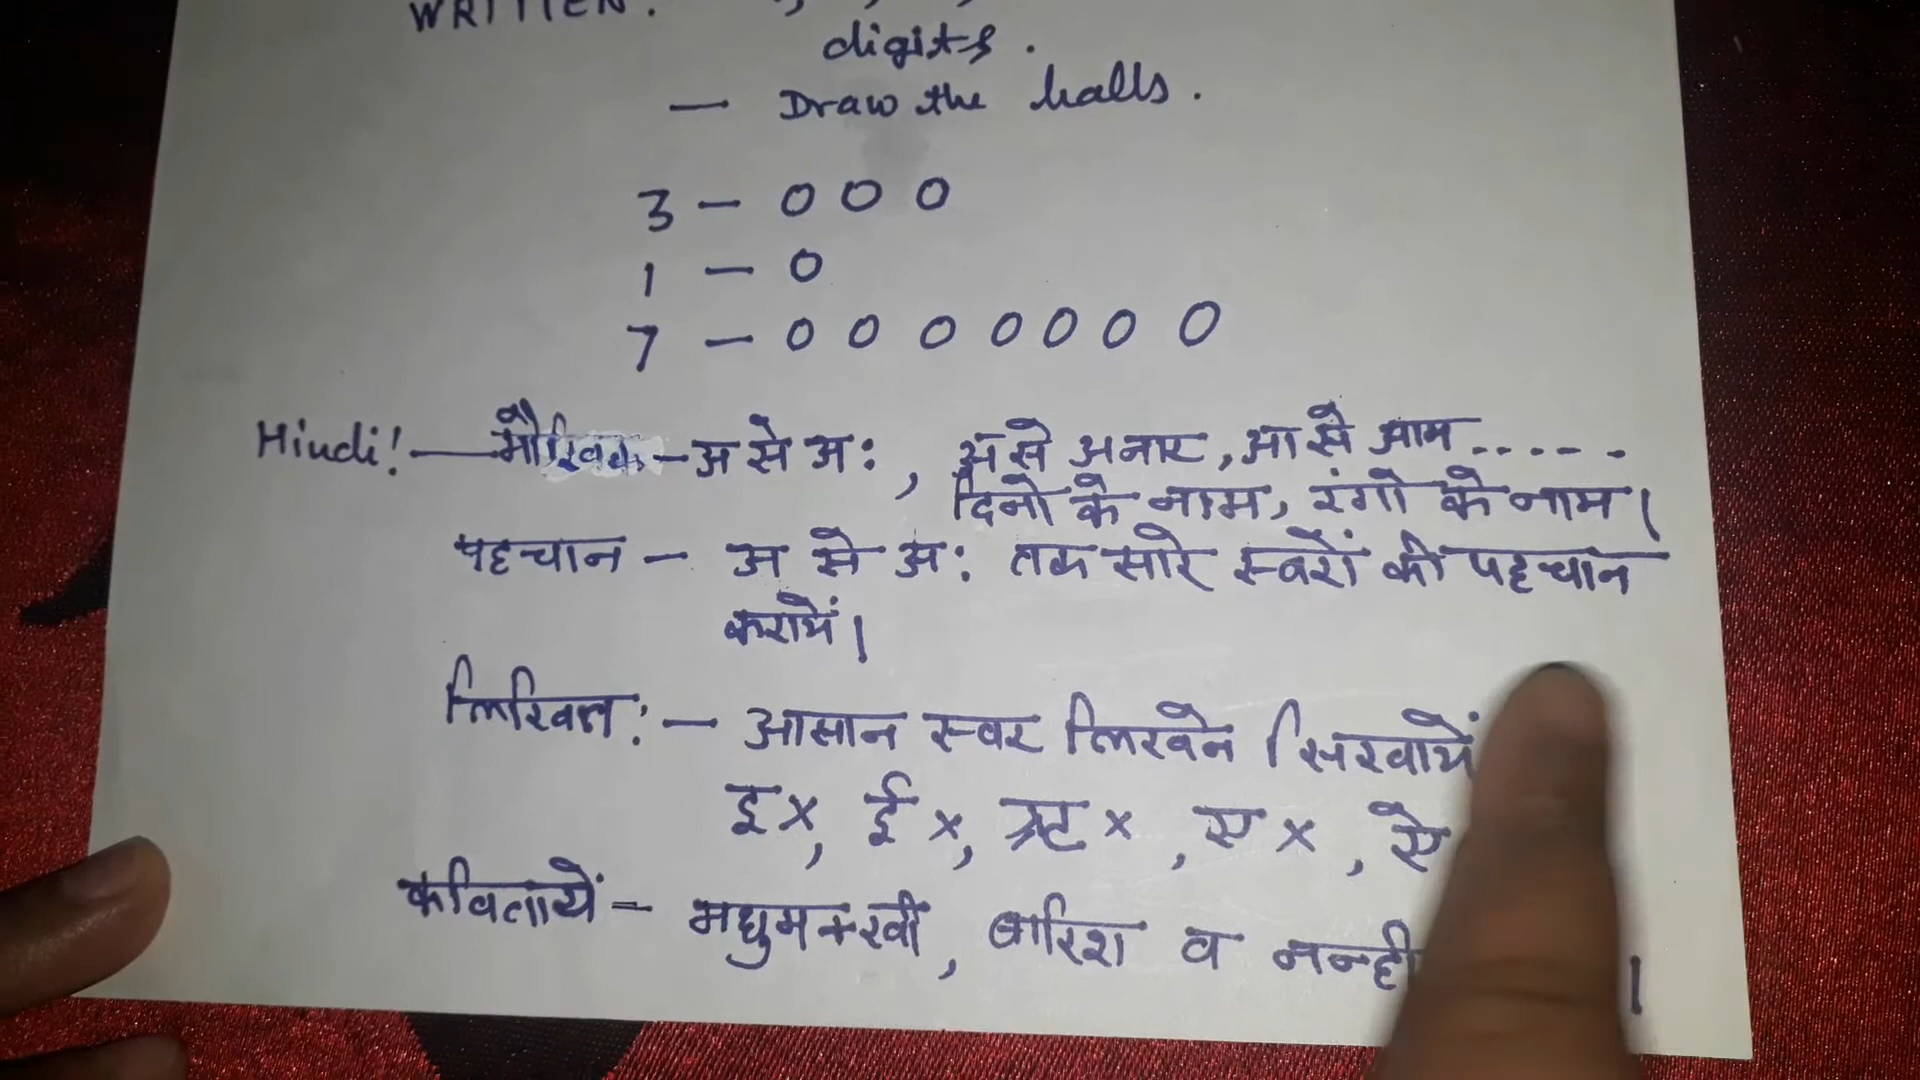 WRITTEN:
digits.
— Draw the balls.
3 — 0 0 0
1 — 0
7 — 0 0 0 0 0 0 0
Hindi! — मौखिक — अ से अः, अ से अनार, आ से आम......
दिनों के नाम, रंगो के नाम।
पहचान — अ से अः तक सारे स्वरों की पहचान
करायें।
लिखित:— आसान स्वर लिखने सिखायें
इ x, ई x, ऋ x, ए x, ऐ
कवितायें — मधुमक्खी, बारिश व नन्ही